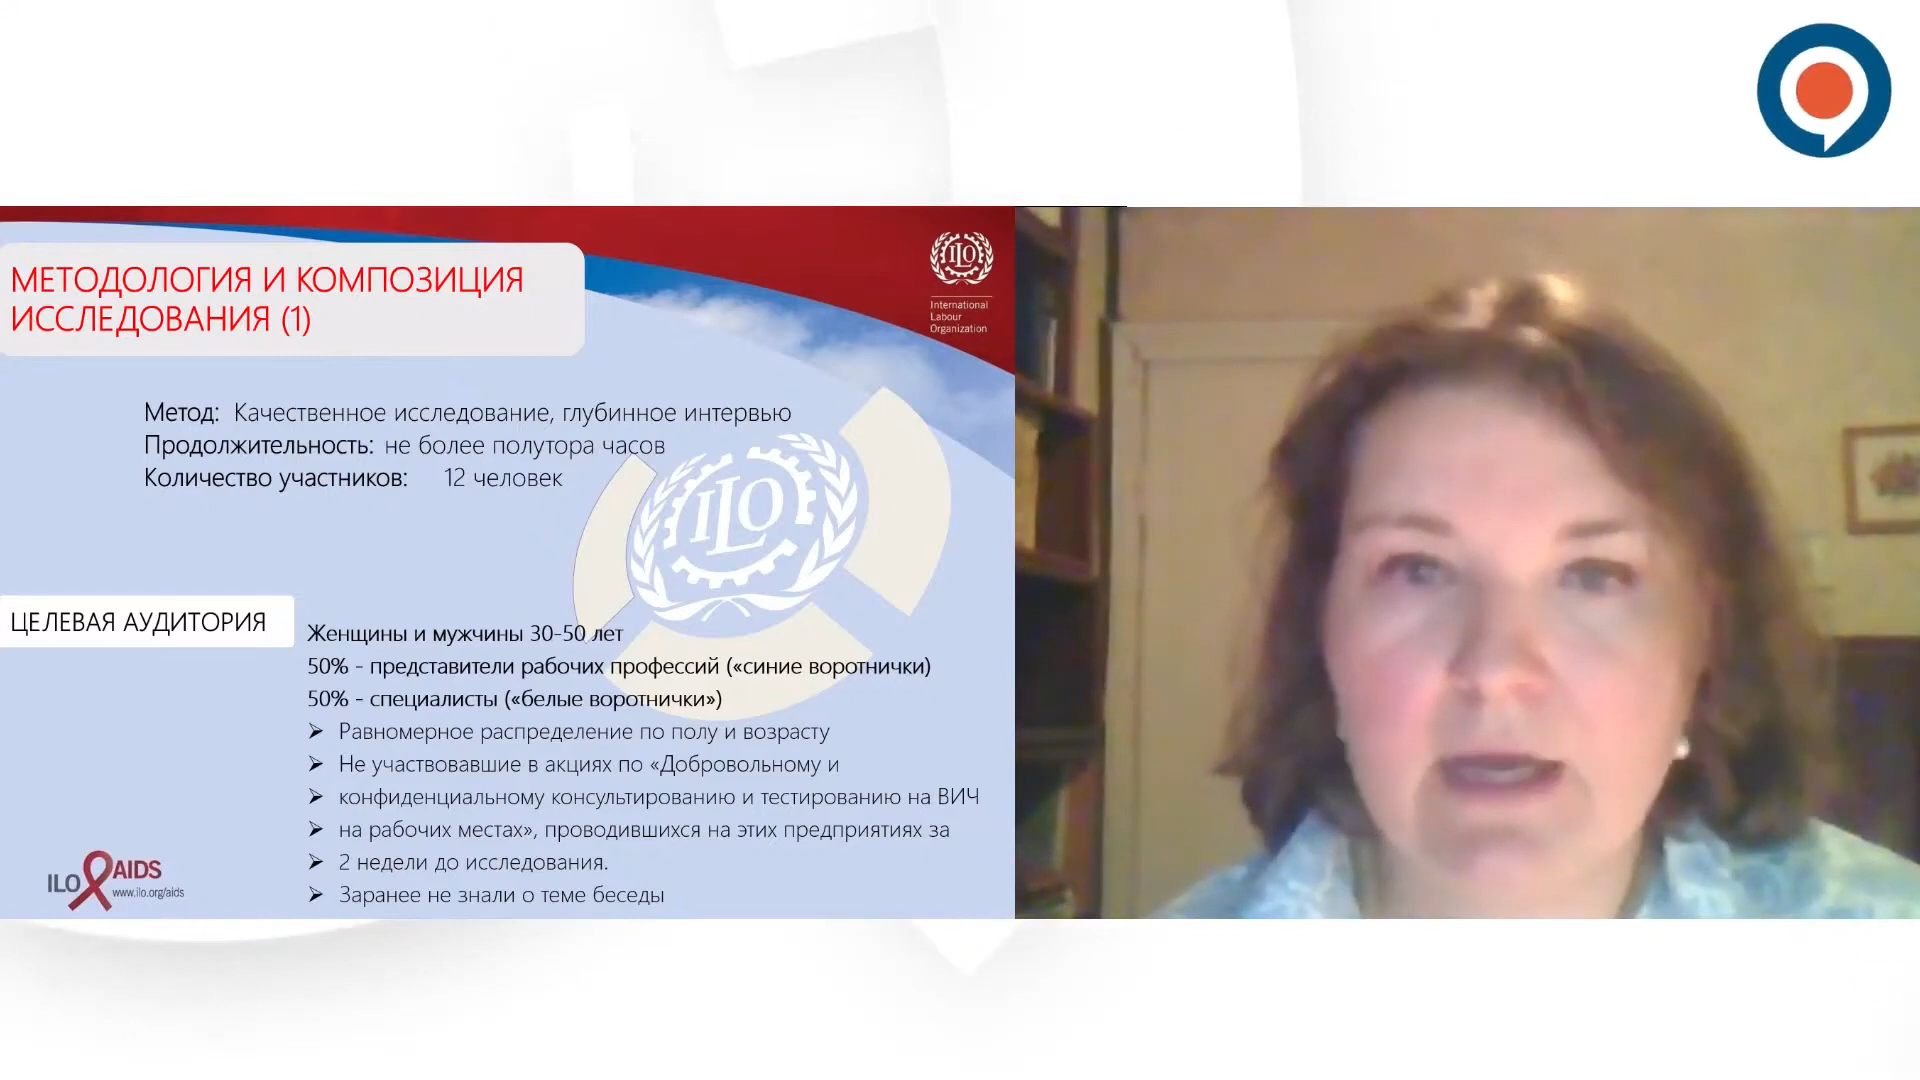 МЕТОДОЛОГИЯ И КОМПОЗИЦИЯ
ИССЛЕДОВАНИЯ (1)
ILO
International
Labour
Organization
Метод: Качественное исследование, глубинное интервью
Продолжительность: не более полутора часов
Количество участников: 12 человек
ILO
ЦЕЛЕВАЯ АУДИТОРИЯ
Женщины и мужчины 30-50 лет
50% - представители рабочих профессий («синие воротнички)
50% - специалисты («белые воротнички»)
➢ Равномерное распределение по полу и возрасту
➢ Не участвовавшие в акциях по «Добровольному и
➢ конфиденциальному консультированию и тестированию на ВИЧ
➢ на рабочих местах», проводившихся на этих предприятиях за
➢ 2 недели до исследования.
➢ Заранее не знали о теме беседы
ILO AIDS
www.ilo.org/aids